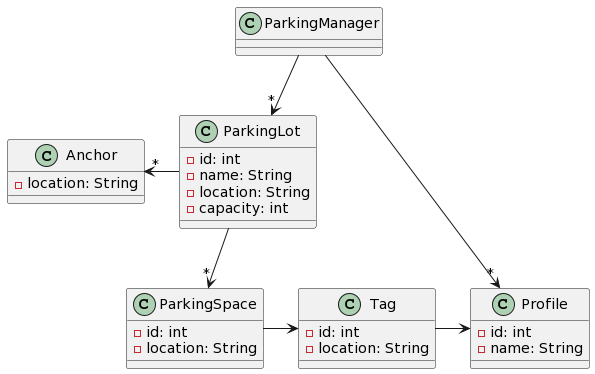 C ParkingManager
*
C ParkingLot
id: int
name: String
location: String
capacity: int
C Anchor
location: String
*
*
*
C ParkingSpace
id: int
location: String
C Tag
id: int
location: String
C Profile
id: int
name: String